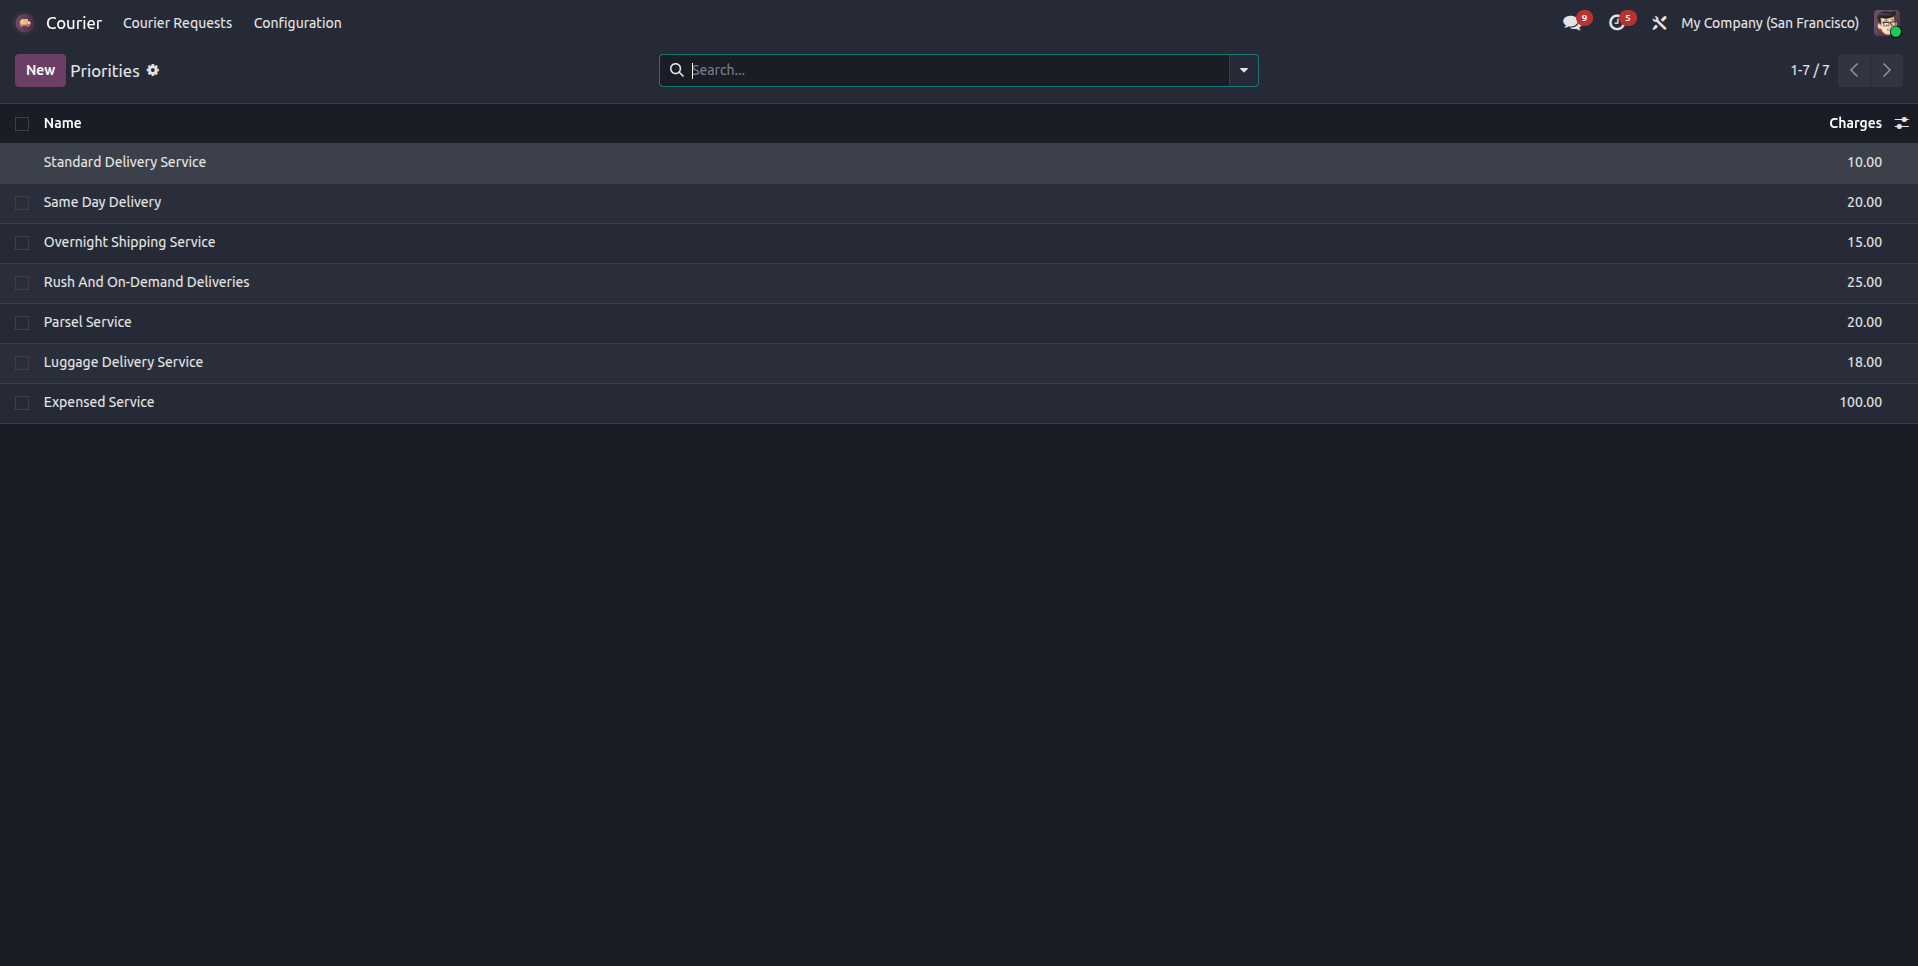 Courier Courier Requests Configuration 9 5 My Company (San Francisco)
New Priorities Search... 1-7 / 7
Name Charges
Standard Delivery Service 10.00
Same Day Delivery 20.00
Overnight Shipping Service 15.00
Rush And On-Demand Deliveries 25.00
Parsel Service 20.00
Luggage Delivery Service 18.00
Expensed Service 100.00